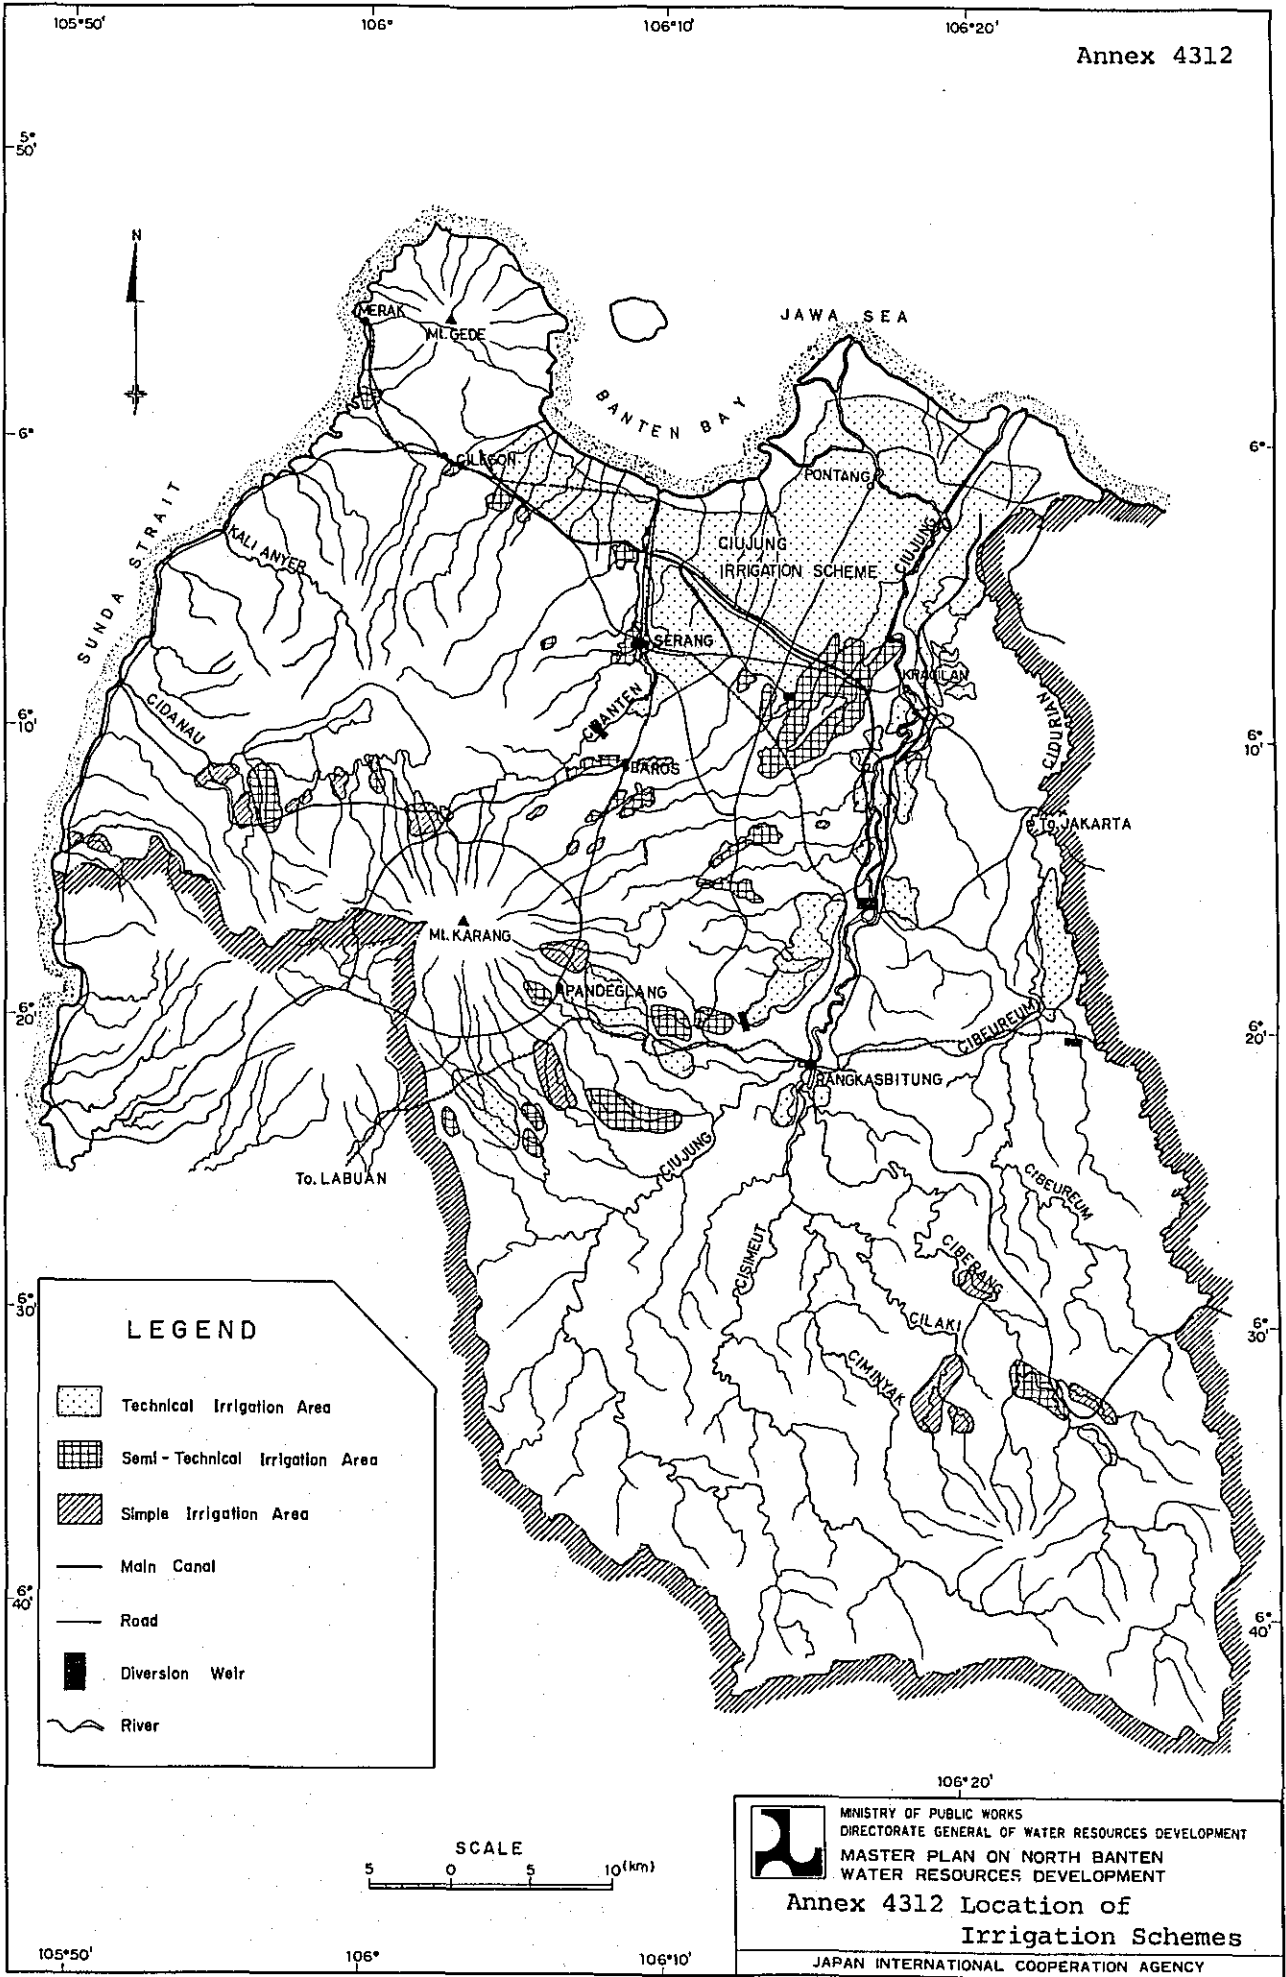 105°50'
106°
106°10'
106°20'
Annex 4312
5°
50'
N
MERAK
Mt. GEDE
JAWA SEA
BANTEN BAY
6°
6°
CILEGON
PONTANG
SUNDA STRAIT
KALI ANYER
CIUJUNG
CIUJUNG
IRRIGATION SCHEME
SERANG
KRAGILAN
CIDANAU
CIBANTEN
CIDURIAN
6°
10'
6°
10'
BAROS
To. JAKARTA
Mt. KARANG
PANDEGLANG
6°
20'
6°
20'
CIBEUREUM
RANGKASBITUNG
CIUJUNG
To. LABUAN
CIBEUREUM
CISIMEUT
CIBERANG
6°
30'
6°
30'
CILAKI
CIMINYAK
LEGEND
Technical Irrigation Area
Semi - Technical Irrigation Area
Simple Irrigation Area
Main Canal
Road
Diversion Weir
River
6°
40'
6°
40'
106°20'
SCALE
5 0 5 10 (km)
MINISTRY OF PUBLIC WORKS
DIRECTORATE GENERAL OF WATER RESOURCES DEVELOPMENT
MASTER PLAN ON NORTH BANTEN
WATER RESOURCES DEVELOPMENT
Annex 4312 Location of
Irrigation Schemes
JAPAN INTERNATIONAL COOPERATION AGENCY
105°50'
106°
106°10'